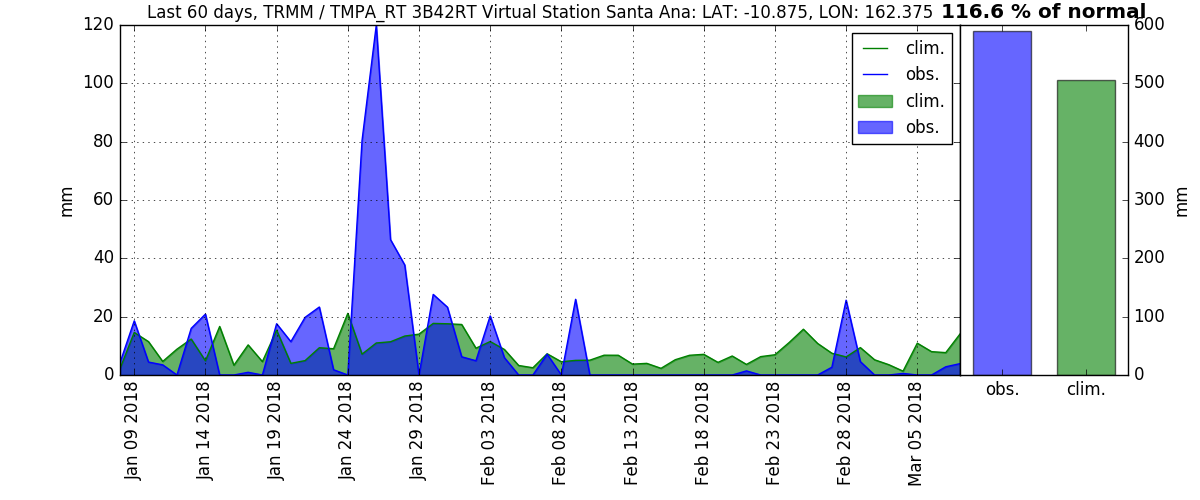 Last 60 days, TRMM / TMPA_RT 3B42RT Virtual Station Santa Ana: LAT: -10.875, LON: 162.375
116.6 % of normal
120
100
80
60
40
20
0
mm
clim.
obs.
clim.
obs.
600
500
400
300
200
100
0
mm
obs.
clim.
Jan 09 2018
Jan 14 2018
Jan 19 2018
Jan 24 2018
Jan 29 2018
Feb 03 2018
Feb 08 2018
Feb 13 2018
Feb 18 2018
Feb 23 2018
Feb 28 2018
Mar 05 2018